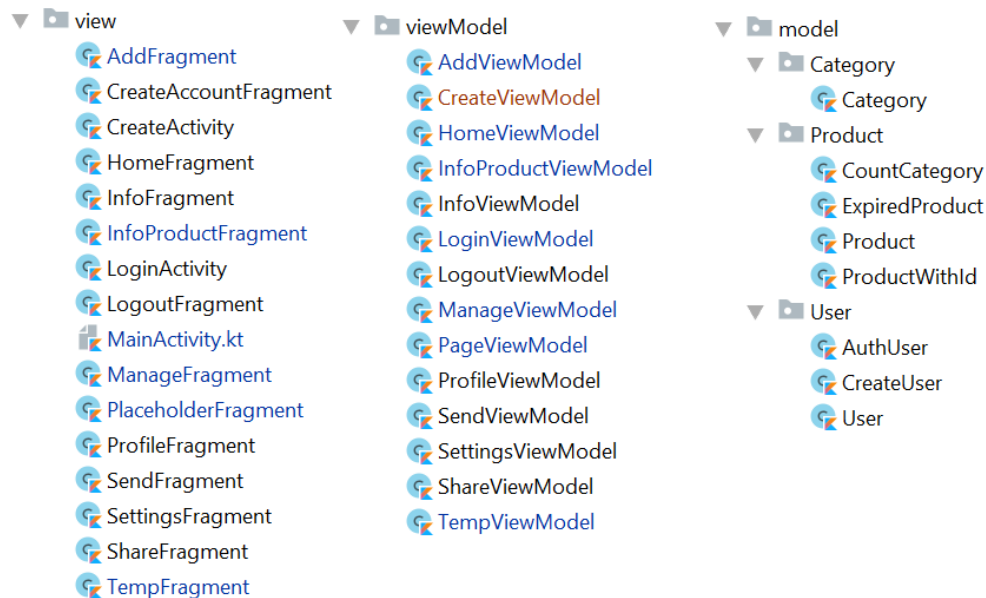 view
AddFragment
CreateAccountFragment
CreateActivity
HomeFragment
InfoFragment
InfoProductFragment
LoginActivity
LogoutFragment
MainActivity.kt
ManageFragment
PlaceholderFragment
ProfileFragment
SendFragment
SettingsFragment
ShareFragment
TempFragment
viewModel
AddViewModel
CreateViewModel
HomeViewModel
InfoProductViewModel
InfoViewModel
LoginViewModel
LogoutViewModel
ManageViewModel
PageViewModel
ProfileViewModel
SendViewModel
SettingsViewModel
ShareViewModel
TempViewModel
model
Category
Category
Product
CountCategory
ExpiredProduct
Product
ProductWithId
User
AuthUser
CreateUser
User